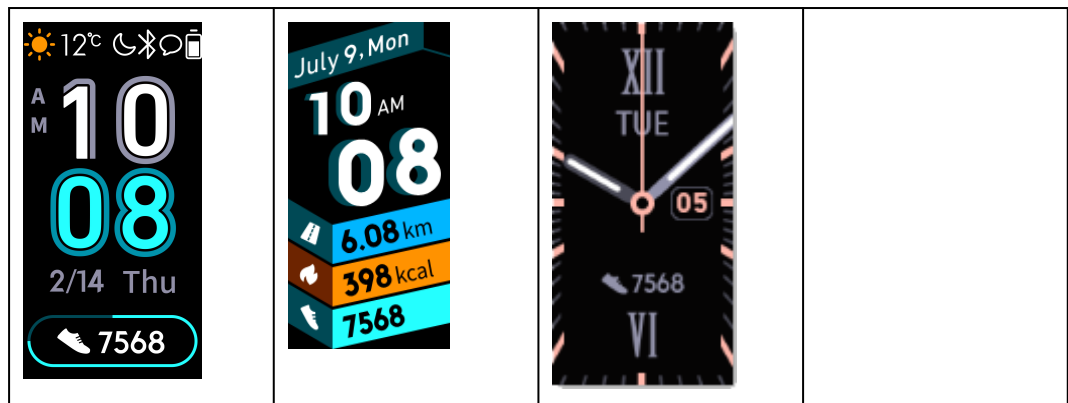 12℃
AM
10
08
2/14 Thu
7568
July 9, Mon
10 AM
08
6.08 km
398 kcal
7568
XII
TUE
05
7568
VI